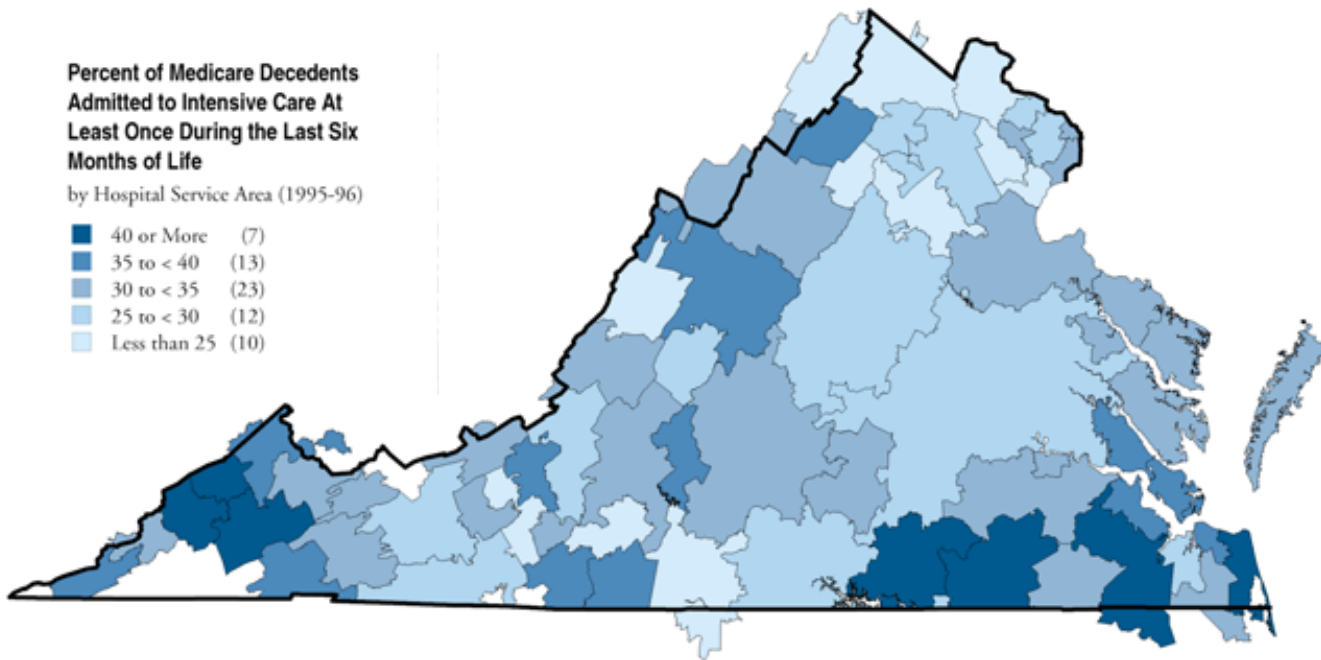 Percent of Medicare Decedents
Admitted to Intensive Care At
Least Once During the Last Six
Months of Life
by Hospital Service Area (1995-96)
40 or More (7)
35 to < 40 (13)
30 to < 35 (23)
25 to < 30 (12)
Less than 25 (10)